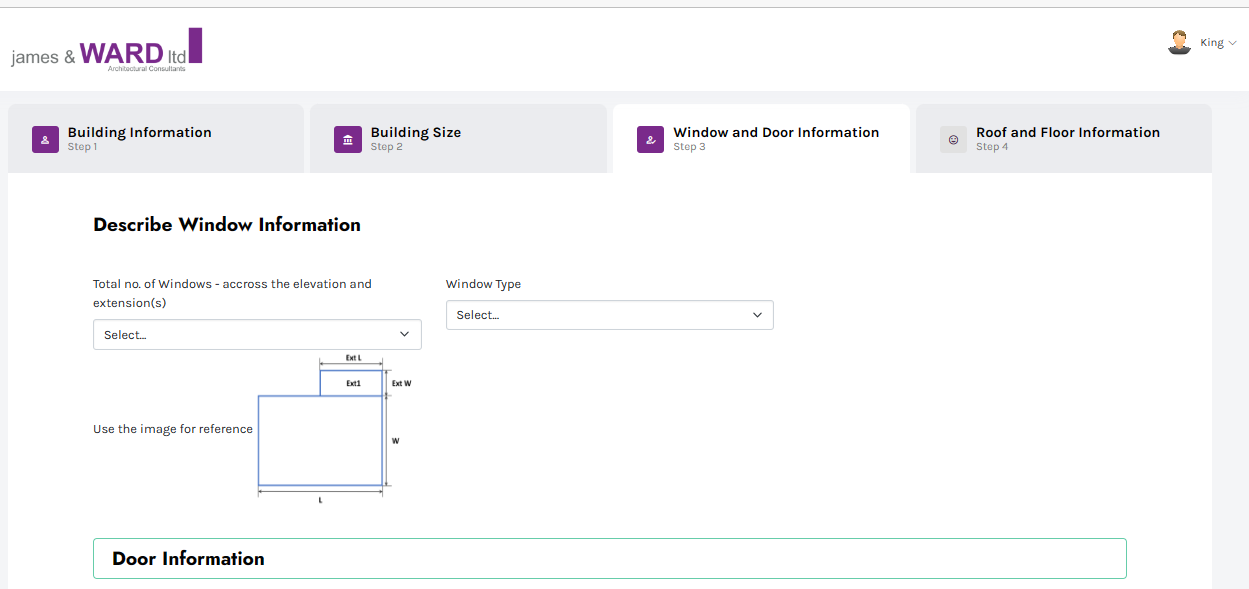 james & WARD ltd
Architectural Consultants
King
Building Information
Step 1
Building Size
Step 2
Window and Door Information
Step 3
Roof and Floor Information
Step 4
Describe Window Information
Total no. of Windows - accross the elevation and
extension(s)
Select...
Window Type
Select...
Use the image for reference
Ext L
Ext1
Ext W
W
L
Door Information